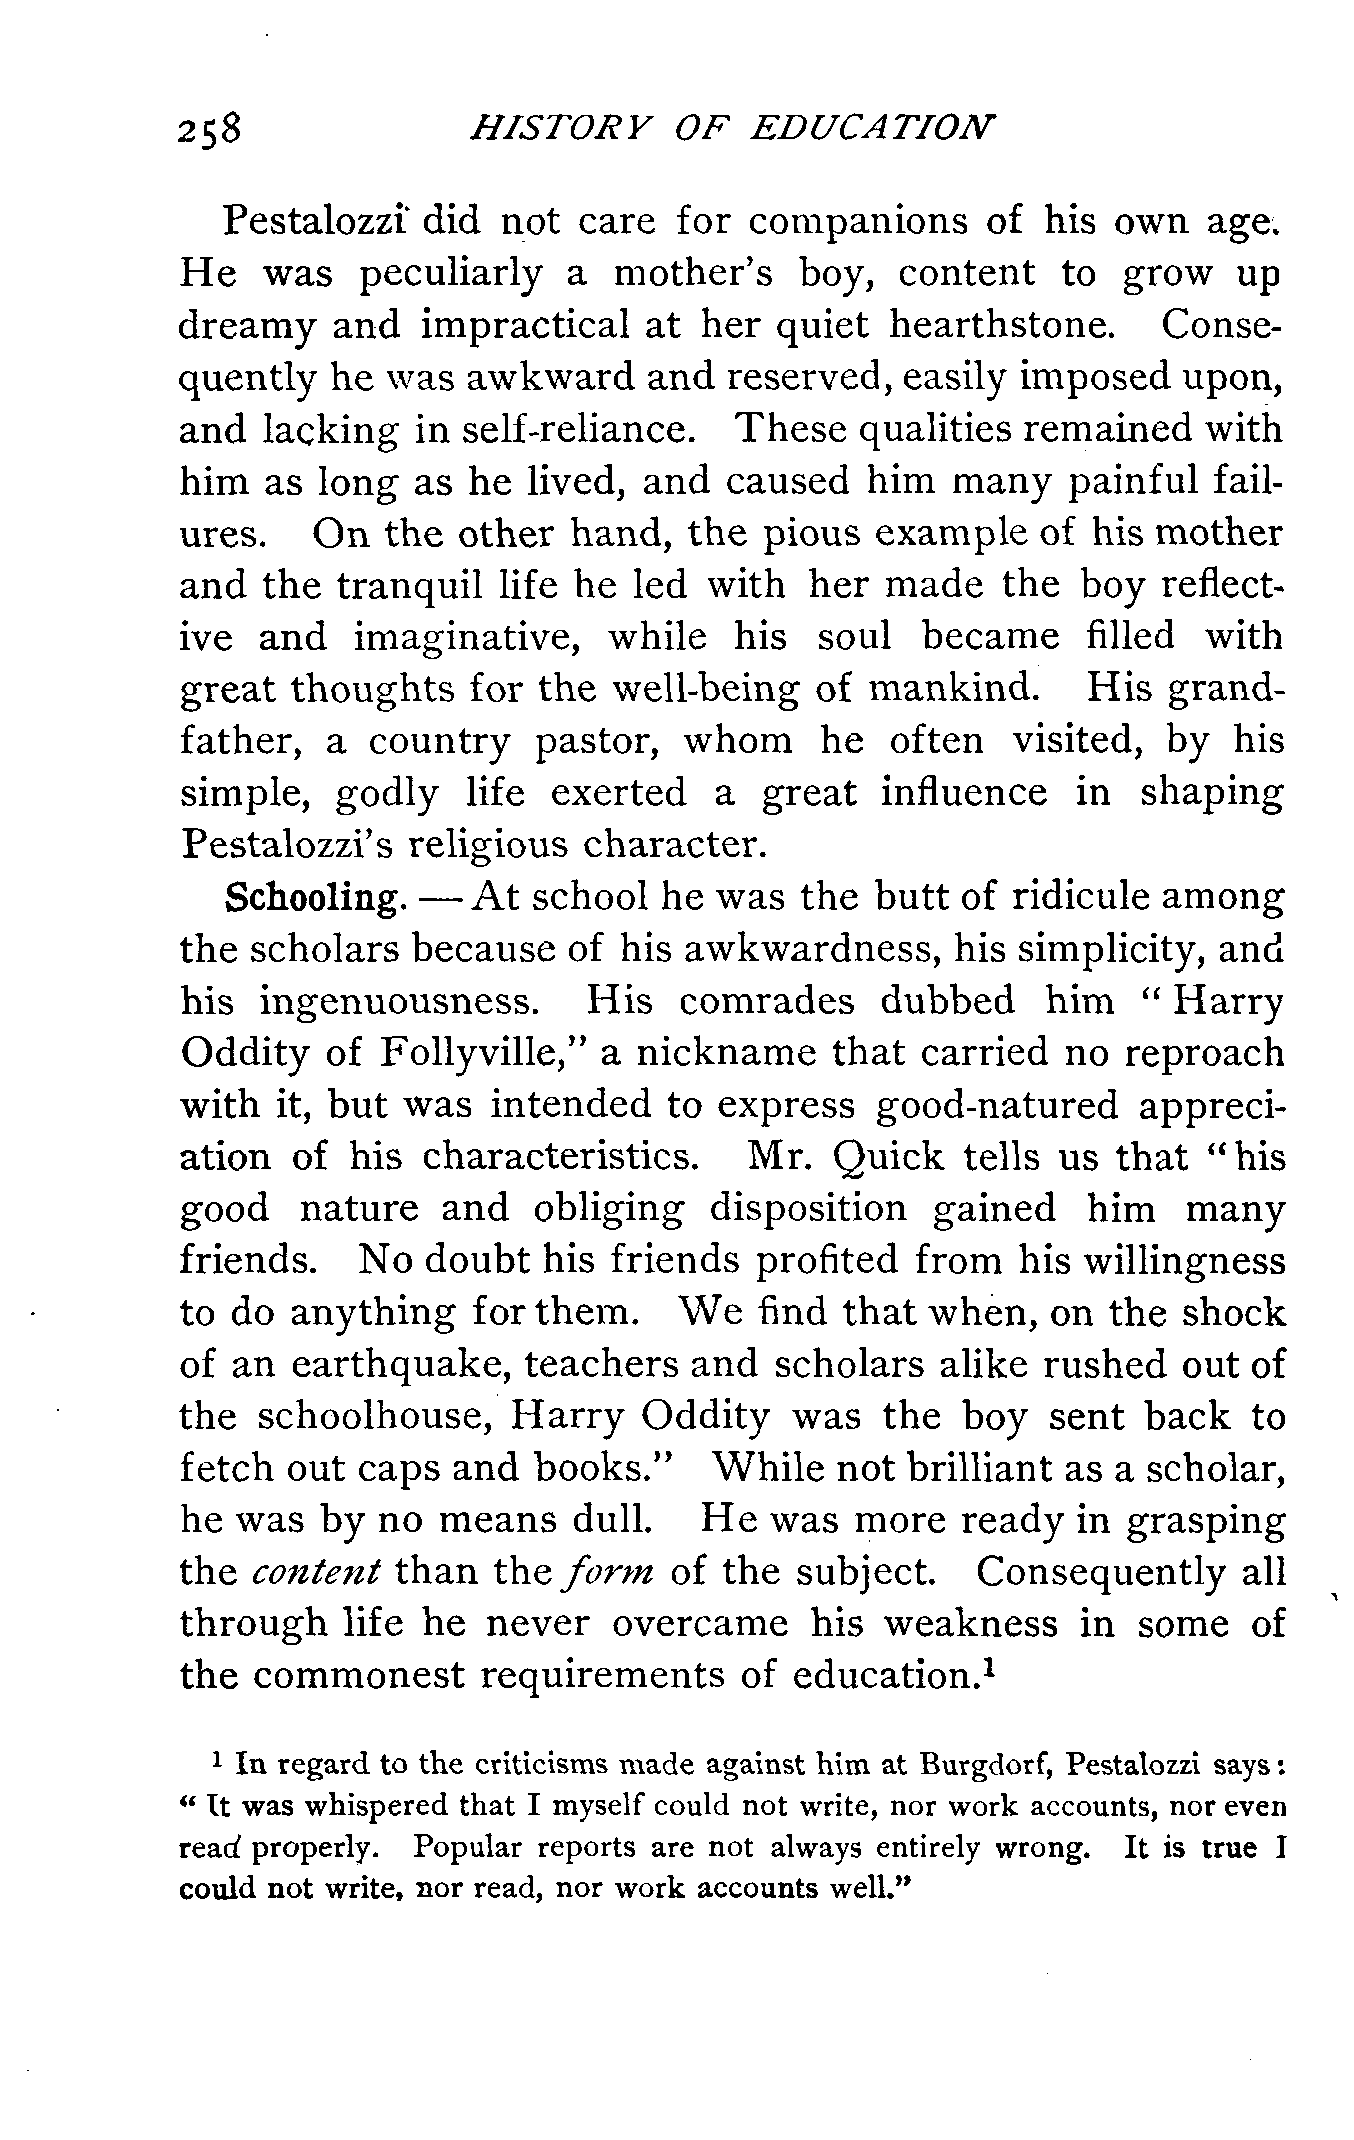 258 HISTORY OF EDUCATION
Pestalozzi did not care for companions of his own age.
He was peculiarly a mother's boy, content to grow up
dreamy and impractical at her quiet hearthstone. Conse-
quently he was awkward and reserved, easily imposed upon,
and lacking in self-reliance. These qualities remained with
him as long as he lived, and caused him many painful fail-
ures. On the other hand, the pious example of his mother
and the tranquil life he led with her made the boy reflect-
ive and imaginative, while his soul became filled with
great thoughts for the well-being of mankind. His grand-
father, a country pastor, whom he often visited, by his
simple, godly life exerted a great influence in shaping
Pestalozzi's religious character.
Schooling. — At school he was the butt of ridicule among
the scholars because of his awkwardness, his simplicity, and
his ingenuousness. His comrades dubbed him "Harry
Oddity of Follyville," a nickname that carried no reproach
with it, but was intended to express good-natured appreci-
ation of his characteristics. Mr. Quick tells us that "his
good nature and obliging disposition gained him many
friends. No doubt his friends profited from his willingness
to do anything for them. We find that when, on the shock
of an earthquake, teachers and scholars alike rushed out of
the schoolhouse, Harry Oddity was the boy sent back to
fetch out caps and books." While not brilliant as a scholar,
he was by no means dull. He was more ready in grasping
the content than the form of the subject. Consequently all
through life he never overcame his weakness in some of
the commonest requirements of education.¹
¹ In regard to the criticisms made against him at Burgdorf, Pestalozzi says:
"It was whispered that I myself could not write, nor work accounts, nor even
read properly. Popular reports are not always entirely wrong. It is true I
could not write, nor read, nor work accounts well."